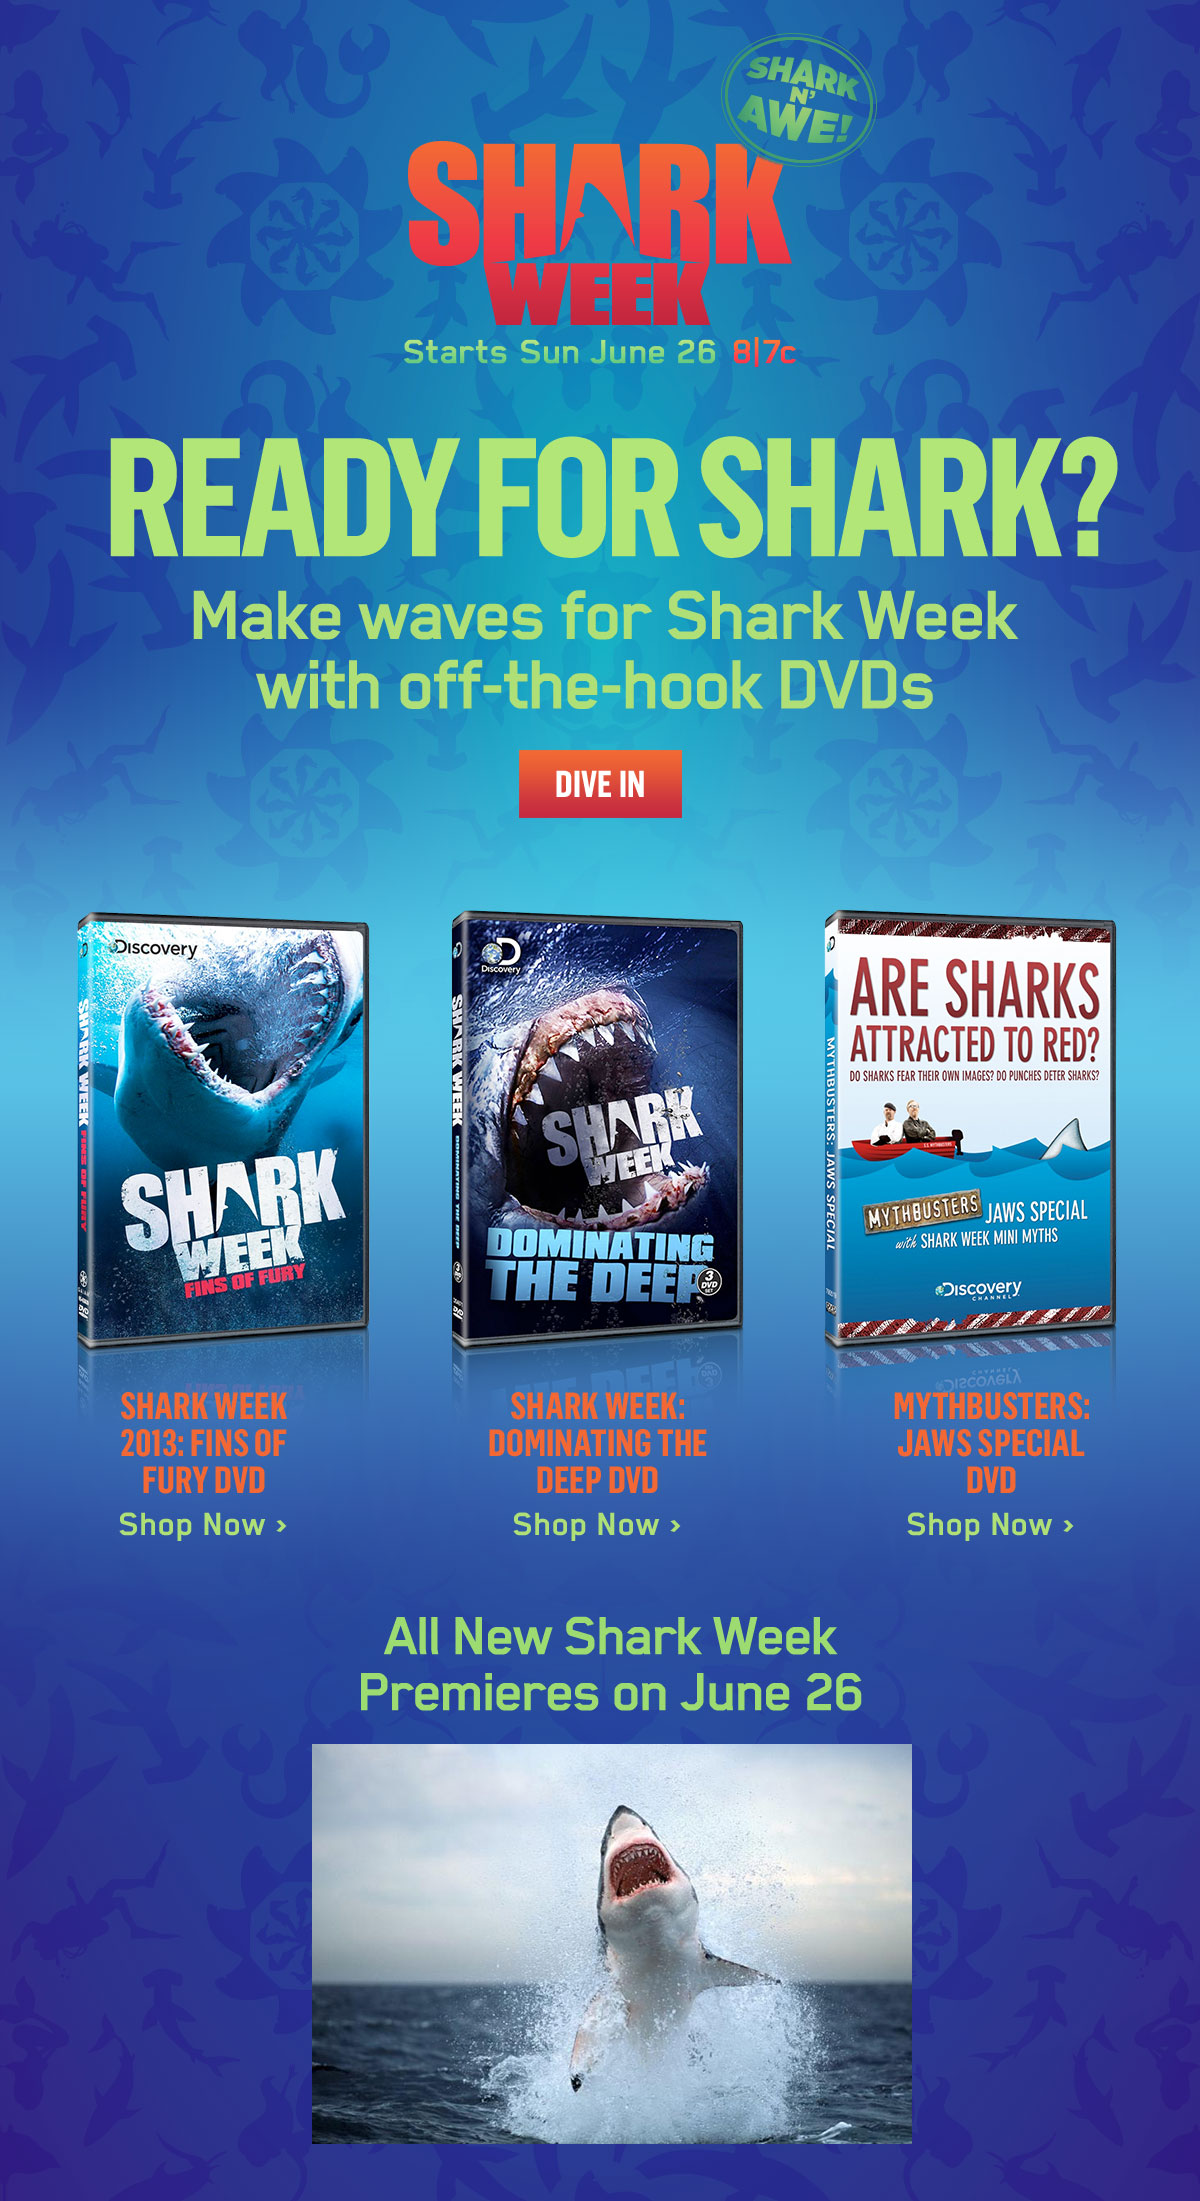 SHARK
N'
AWE!
SHARK
WEEK
Starts Sun June 26 8|7c
READY FOR SHARK?
Make waves for Shark Week
with off-the-hook DVDs
DIVE IN
Discovery
SHARK WEEK FINS OF FURY
SHARK
WEEK
FINS OF FURY
DVD
Discovery
SHARK WEEK DOMINATING THE DEEP
SHARK
WEEK
DOMINATING
THE DEEP
3
DVD
SET
DVD
ARE SHARKS
ATTRACTED TO RED?
DO SHARKS FEAR THEIR OWN IMAGES? DO PUNCHES DETER SHARKS?
MYTHBUSTERS: JAWS SPECIAL
MYTHBUSTERS JAWS SPECIAL
with SHARK WEEK MINI MYTHS
Discovery
CHANNEL
SHARK WEEK
2013: FINS OF
FURY DVD
Shop Now >
SHARK WEEK:
DOMINATING THE
DEEP DVD
Shop Now >
MYTHBUSTERS:
JAWS SPECIAL
DVD
Shop Now >
All New Shark Week
Premieres on June 26